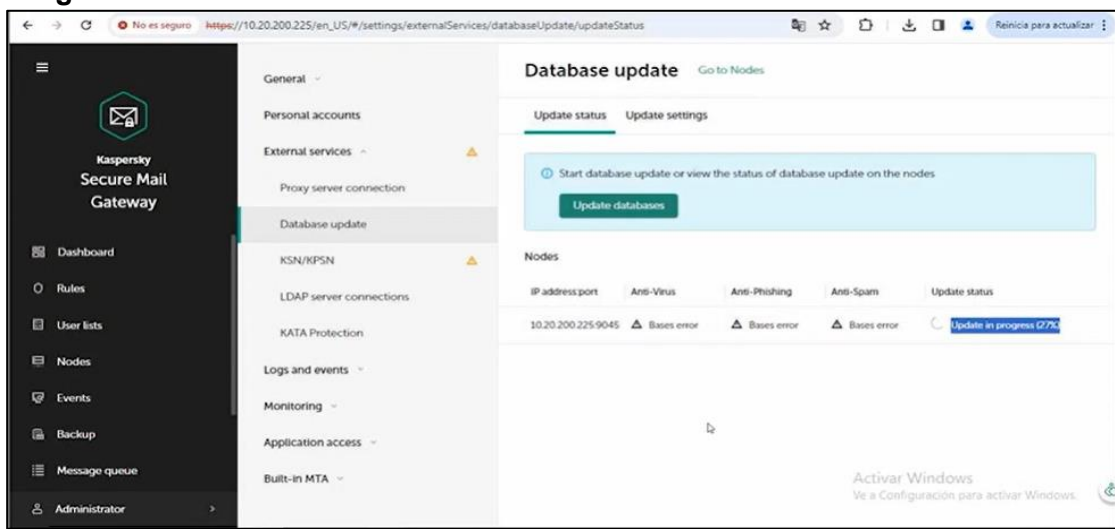 No es seguro
https://10.20.200.225/en_US/#/settings/externalServices/databaseUpdate/updateStatus
Reinicia para actualizar
Kaspersky
Secure Mail
Gateway
Dashboard
Rules
User lists
Nodes
Events
Backup
Message queue
Administrator
General
Personal accounts
External services
Proxy server connection
Database update
KSN/KPSN
LDAP server connections
KATA Protection
Logs and events
Monitoring
Application access
Built-in MTA
Database update Go to Nodes
Update status Update settings
Start database update or view the status of database update on the nodes
Update databases
Nodes
IP address:port Anti-Virus Anti-Phishing Anti-Spam Update status
10.20.200.225:9045 Bases error Bases error Bases error Update in progress (27%)
Activar Windows
Ve a Configuración para activar Windows.